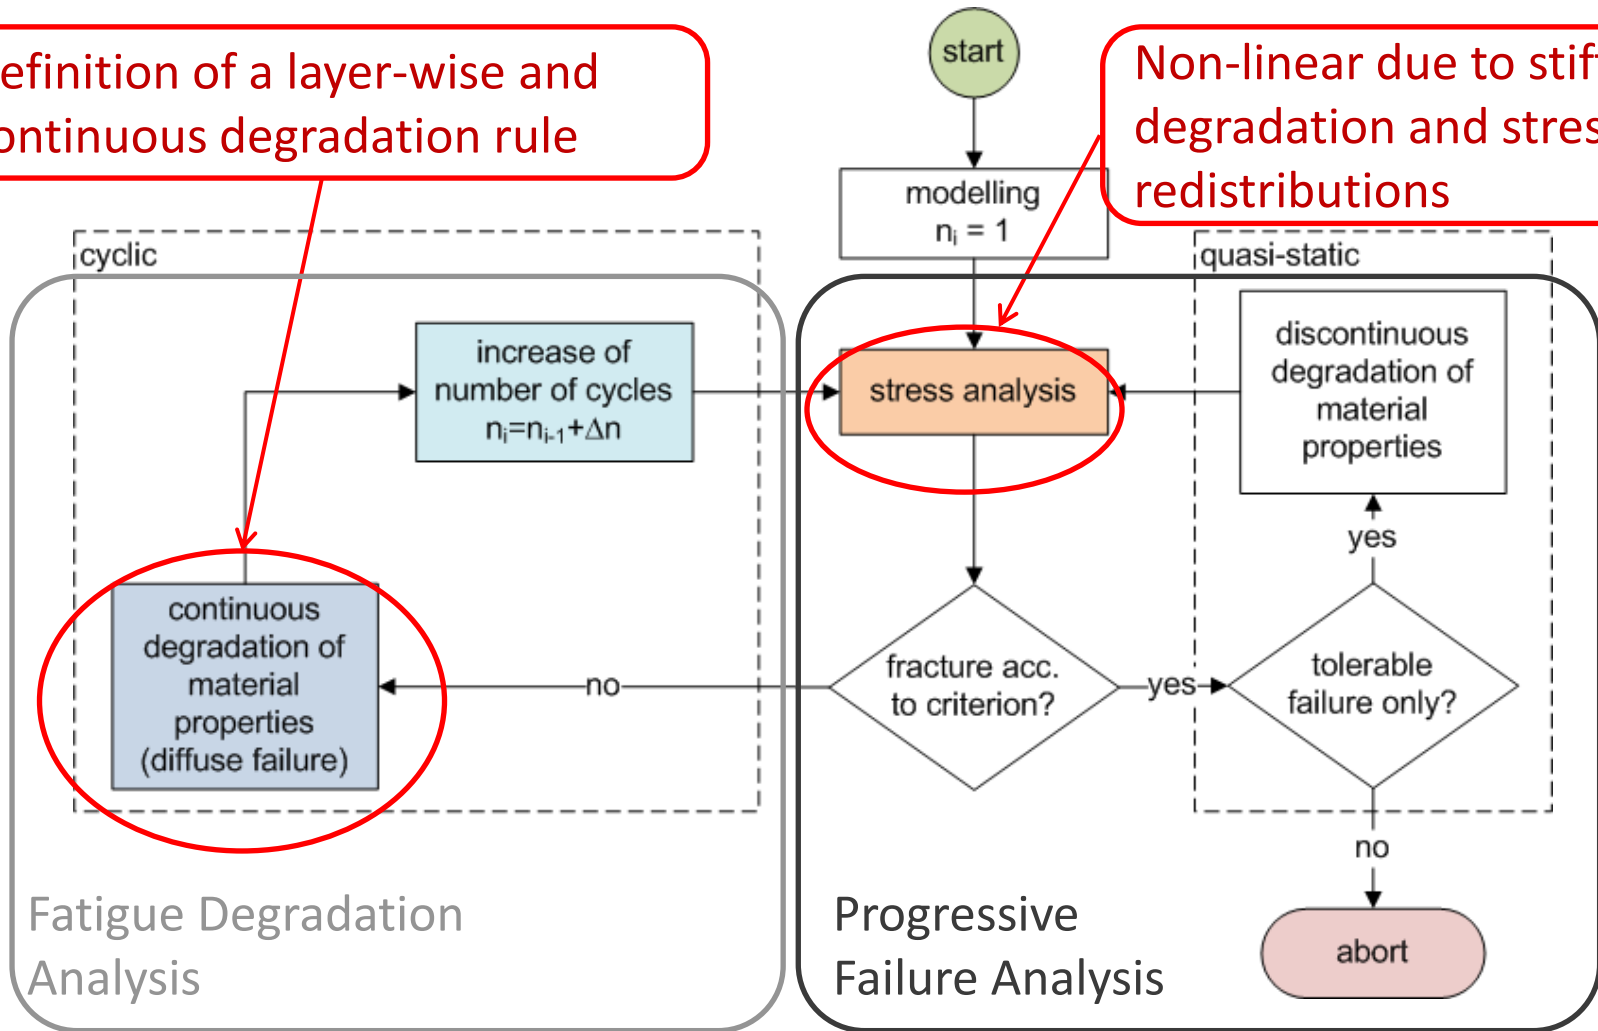 efinition of a layer-wise and
ontinuous degradation rule
start
Non-linear due to stif
degradation and stres
redistributions
modelling
nᵢ = 1
cyclic
quasi-static
increase of
number of cycles
nᵢ=nᵢ₋₁+Δn
stress analysis
discontinuous
degradation of
material
properties
yes
continuous
degradation of
material
properties
(diffuse failure)
no
fracture acc.
to criterion?
yes
tolerable
failure only?
no
Fatigue Degradation
Analysis
Progressive
Failure Analysis
abort